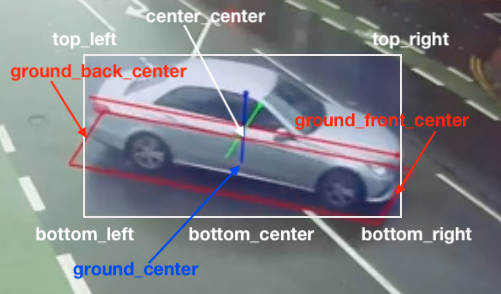 center_center
top_left
top_right
ground_back_center
ground_front_center
bottom_left
bottom_center
bottom_right
ground_center